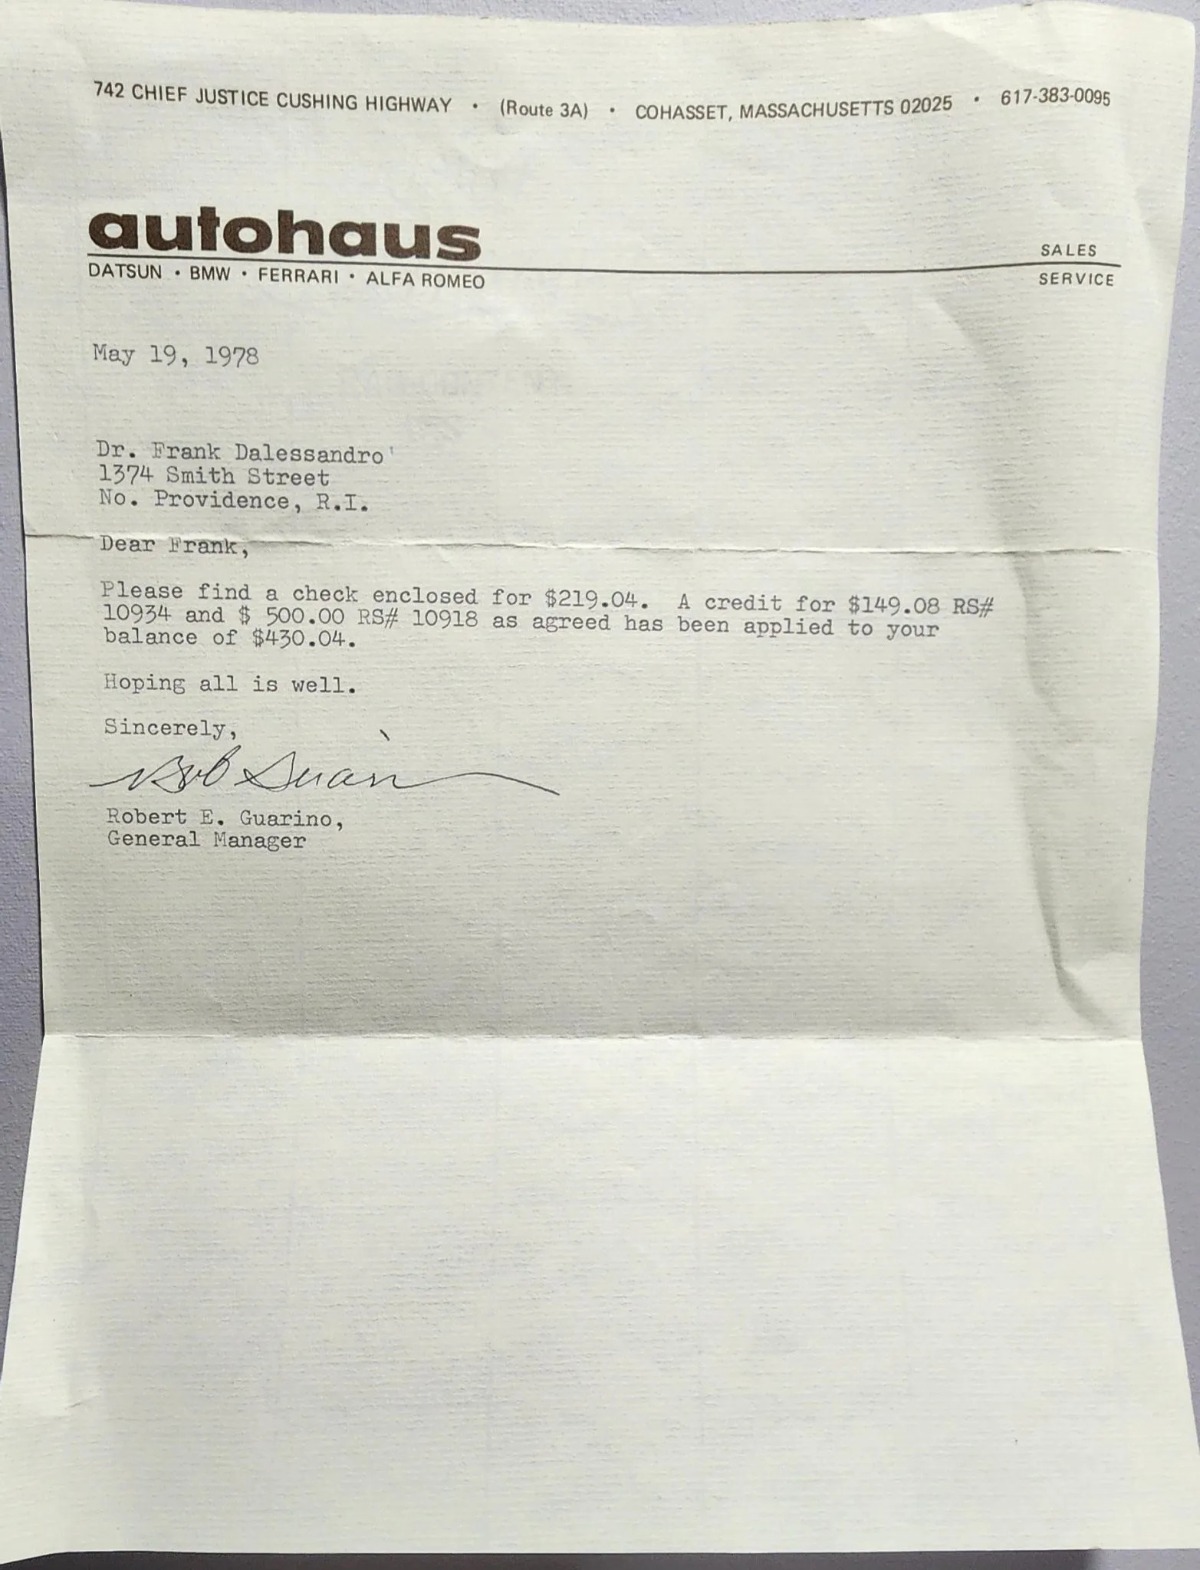 742 CHIEF JUSTICE CUSHING HIGHWAY • (Route 3A) • COHASSET, MASSACHUSETTS 02025 • 617-383-0095
autohaus
SALES
DATSUN • BMW • FERRARI • ALFA ROMEO
SERVICE
May 19, 1978
Dr. Frank Dalessandro
1374 Smith Street
No. Providence, R.I.
Dear Frank,
Please find a check enclosed for $219.04. A credit for $149.08 RS#
10934 and $ 500.00 RS# 10918 as agreed has been applied to your
balance of $430.04.
Hoping all is well.
Sincerely,
Bob Guarin
Robert E. Guarino,
General Manager